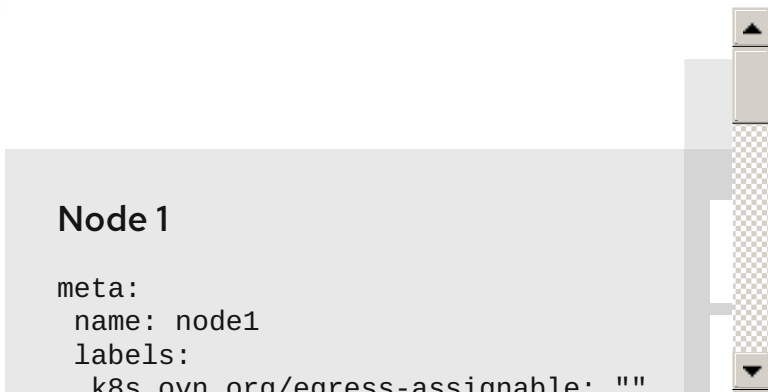 Node 1
meta:
name: node1
labels:
k8s.ovn.org/egress-assignable: ""